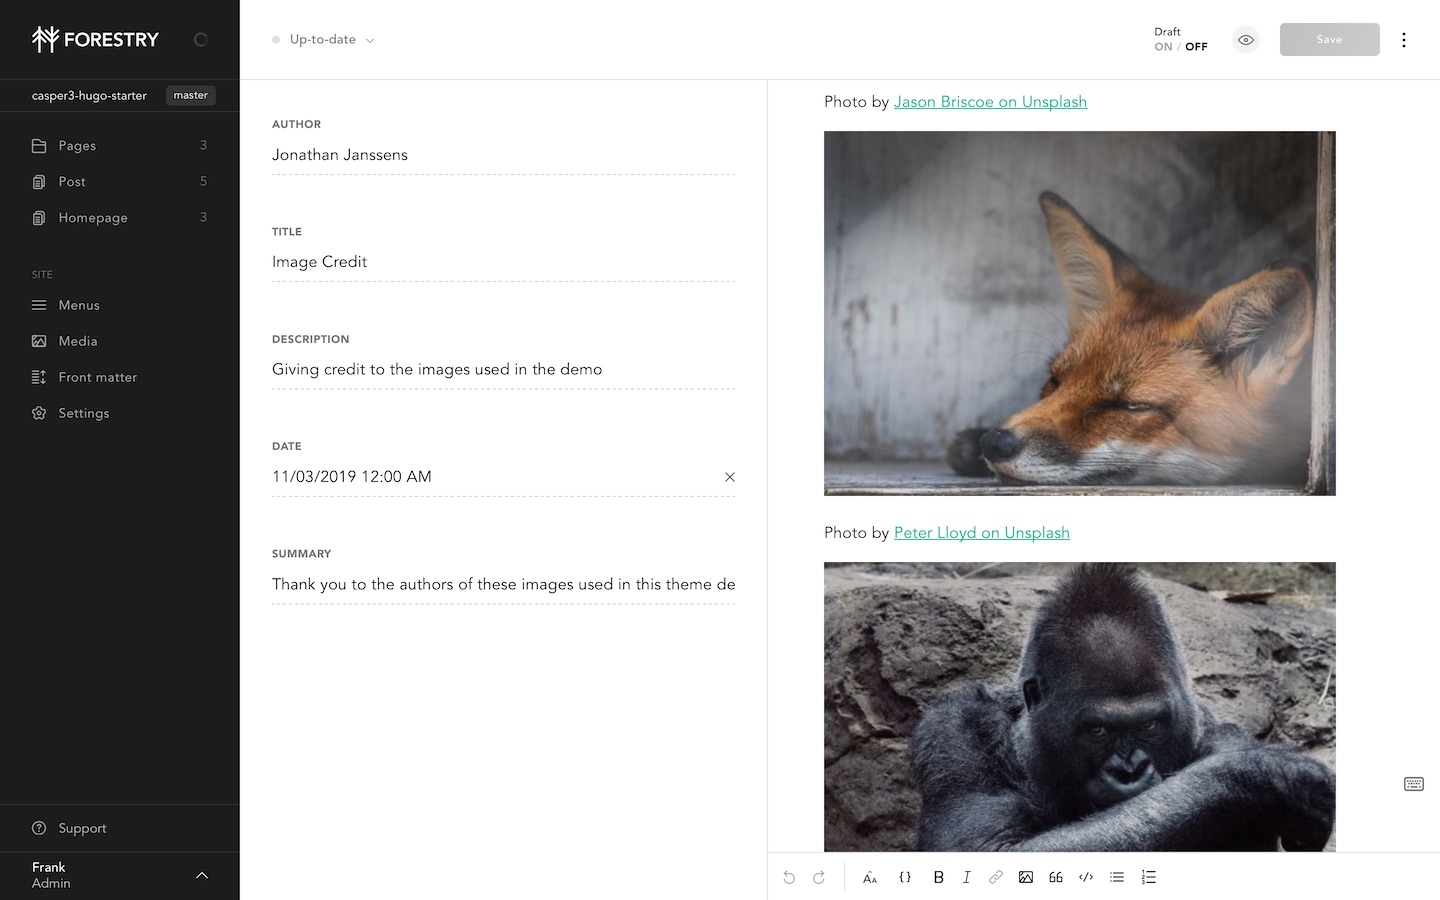 FORESTRY
casper3-hugo-starter master
Pages 3
Post 5
Homepage 3
SITE
Menus
Media
Front matter
Settings
Support
Frank
Admin
Up-to-date
Draft
ON / OFF
Save
AUTHOR
Jonathan Janssens
TITLE
Image Credit
DESCRIPTION
Giving credit to the images used in the demo
DATE
11/03/2019 12:00 AM
SUMMARY
Thank you to the authors of these images used in this theme de
Photo by Jason Briscoe on Unsplash
Photo by Peter Lloyd on Unsplash